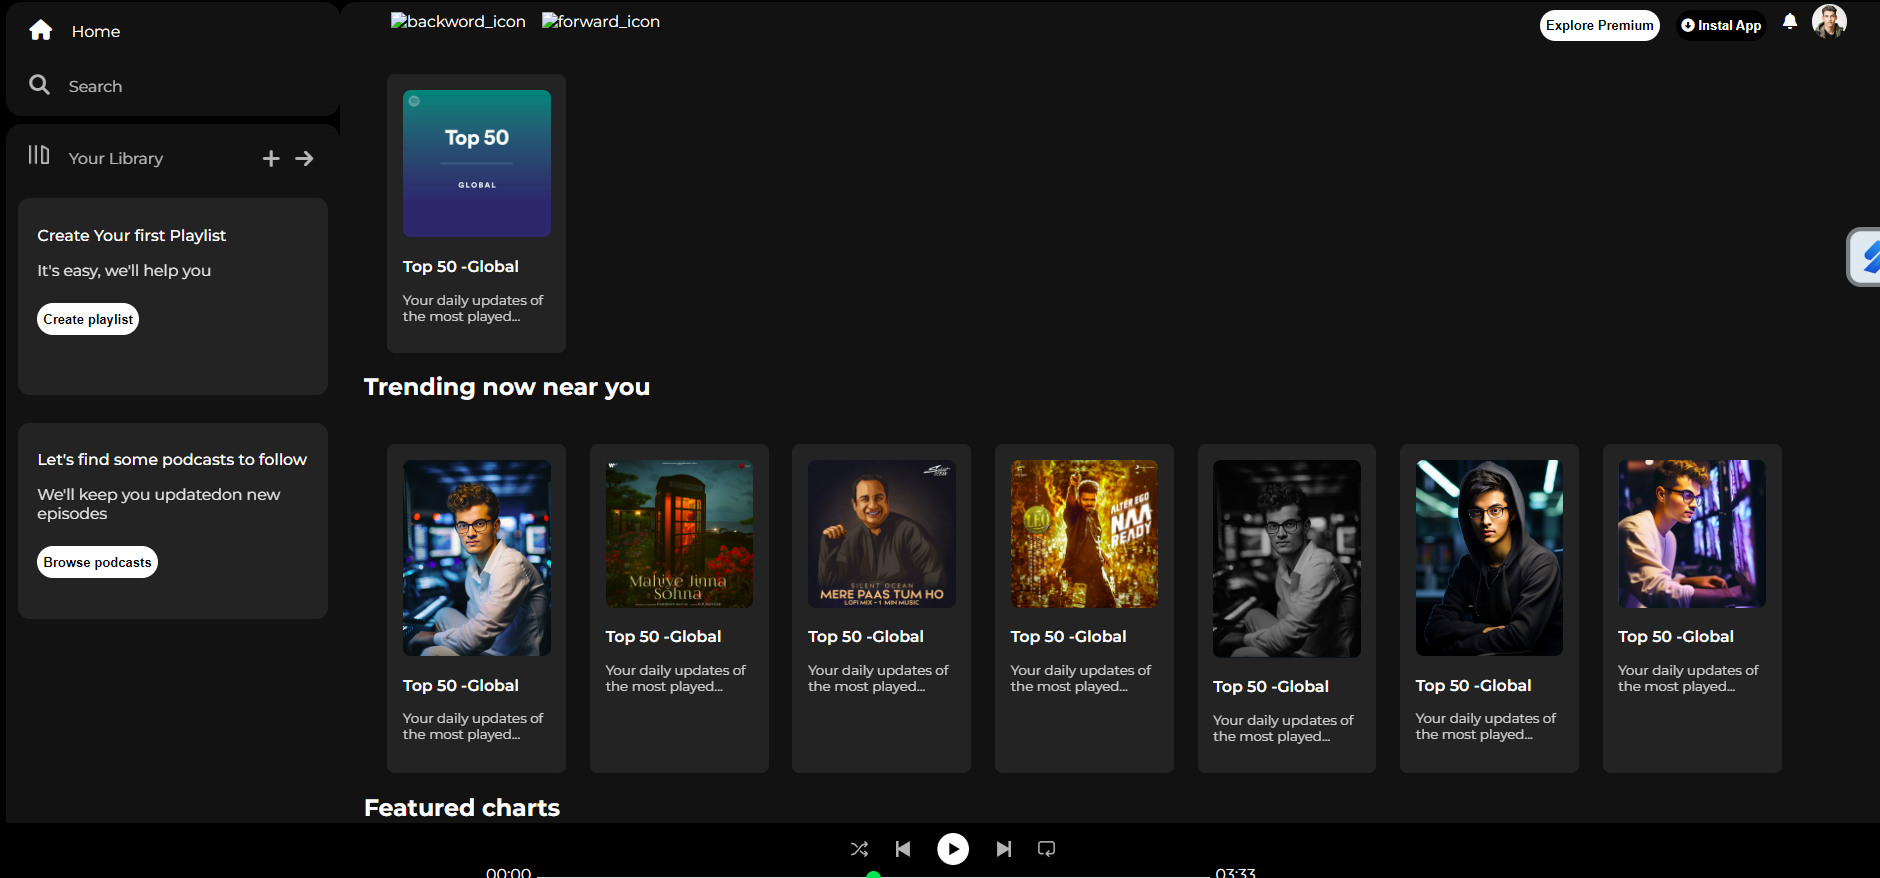 Home
Search
Your Library
Create Your first Playlist
It's easy, we'll help you
Create playlist
Let's find some podcasts to follow
We'll keep you updatedon new
episodes
Browse podcasts
backword_icon forward_icon
Explore Premium
Instal App
Top 50
GLOBAL
Top 50 -Global
Your daily updates of
the most played...
Trending now near you
Top 50 -Global
Your daily updates of
the most played...
Mahiye Jinna
Sohna
Top 50 -Global
Your daily updates of
the most played...
SILENT OCEAN
MERE PAAS TUM HO
LOFI MIX - 1 MIN MUSIC
Top 50 -Global
Your daily updates of
the most played...
ALTER EGO
NAA
READY
Top 50 -Global
Your daily updates of
the most played...
Top 50 -Global
Your daily updates of
the most played...
Top 50 -Global
Your daily updates of
the most played...
Top 50 -Global
Your daily updates of
the most played...
Featured charts
00:00
03:33